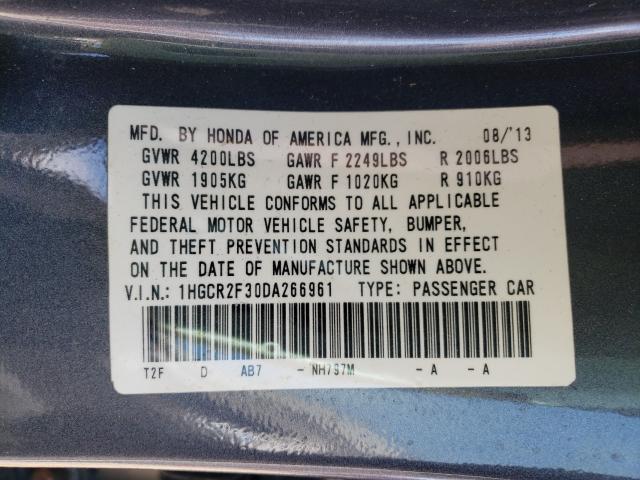 MFD. BY HONDA OF AMERICA MFG., INC. 08/'13
GVWR 4200LBS GAWR F 2249LBS R 2006LBS
GVWR 1905KG GAWR F 1020KG R 910KG
THIS VEHICLE CONFORMS TO ALL APPLICABLE
FEDERAL MOTOR VEHICLE SAFETY, BUMPER,
AND THEFT PREVENTION STANDARDS IN EFFECT
ON THE DATE OF MANUFACTURE SHOWN ABOVE.
V.I.N.: 1HGCR2F30DA266961 TYPE: PASSENGER CAR
T2F D AB7 - NH797M - A - A